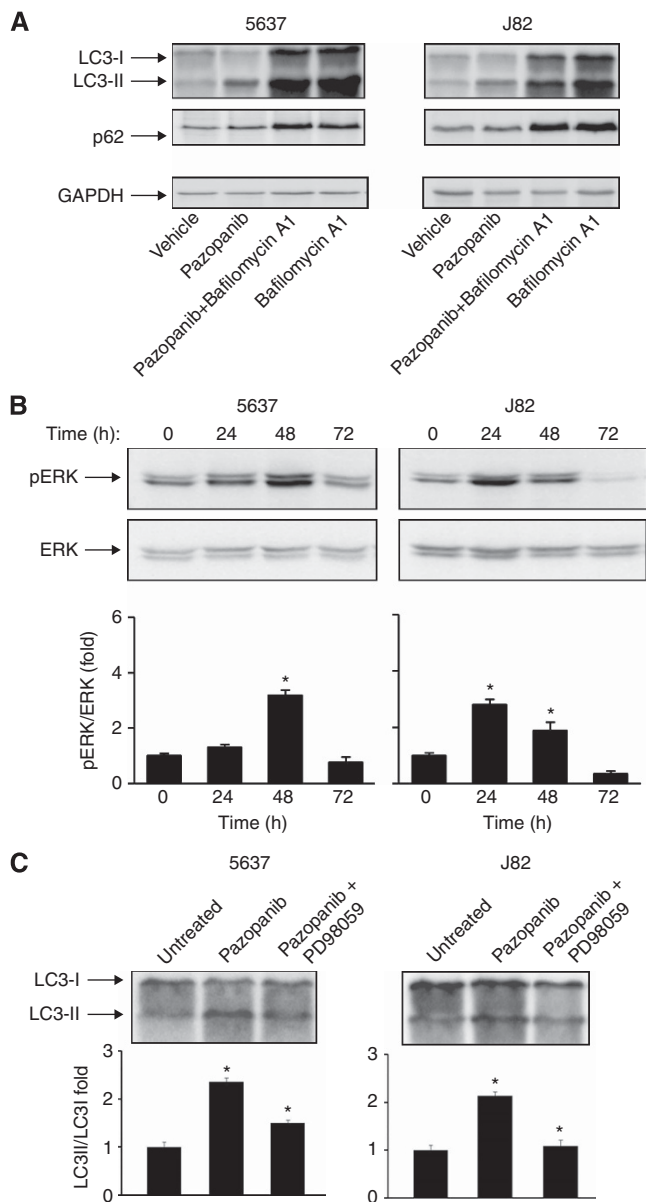 A
5637 J82
LC3-I
LC3-II
p62
GAPDH
Vehicle Pazopanib Pazopanib+Bafilomycin A1 Bafilomycin A1 Vehicle Pazopanib Pazopanib+Bafilomycin A1 Bafilomycin A1
B
5637 J82
Time (h): 0 24 48 72 0 24 48 72
pERK
ERK
pERK/ERK (fold)
6
4
2
0
* * *
0 24 48 72 0 24 48 72
Time (h) Time (h)
C
5637 J82
Untreated Pazopanib Pazopanib + PD98059 Untreated Pazopanib Pazopanib + PD98059
LC3-I
LC3-II
LC3II/LC3I fold
3 3
2 2
1 1
0 0
* * * *